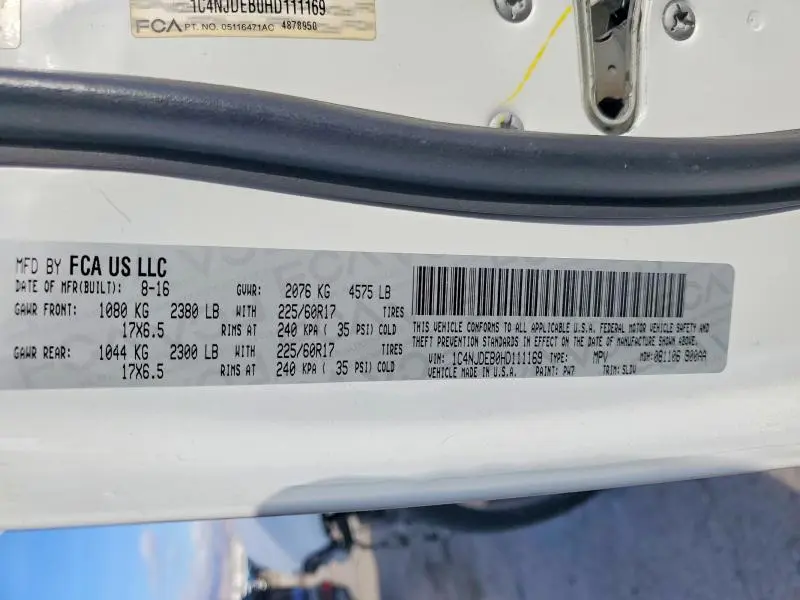 1C4NJDEB0HD111169
FCA PT. NO. 05116471AC 4878950
MFD BY FCA US LLC
DATE OF MFR(BUILT): 8-16 GVWR: 2076 KG 4575 LB
GAWR FRONT: 1080 KG 2380 LB WITH 225/60R17 TIRES
17X6.5 RIMS AT 240 KPA ( 35 PSI) COLD
GAWR REAR: 1044 KG 2300 LB WITH 225/60R17 TIRES
17X6.5 RIMS AT 240 KPA ( 35 PSI) COLD
THIS VEHICLE CONFORMS TO ALL APPLICABLE U.S.A. FEDERAL MOTOR VEHICLE SAFETY AND
THEFT PREVENTION STANDARDS IN EFFECT ON THE DATE OF MANUFACTURE SHOWN ABOVE.
VIN: 1C4NJDEB0HD111169 TYPE: MPV MDH: 081106 900AA
VEHICLE MADE IN U.S.A. PAINT: PW7 TRIM: SLDV